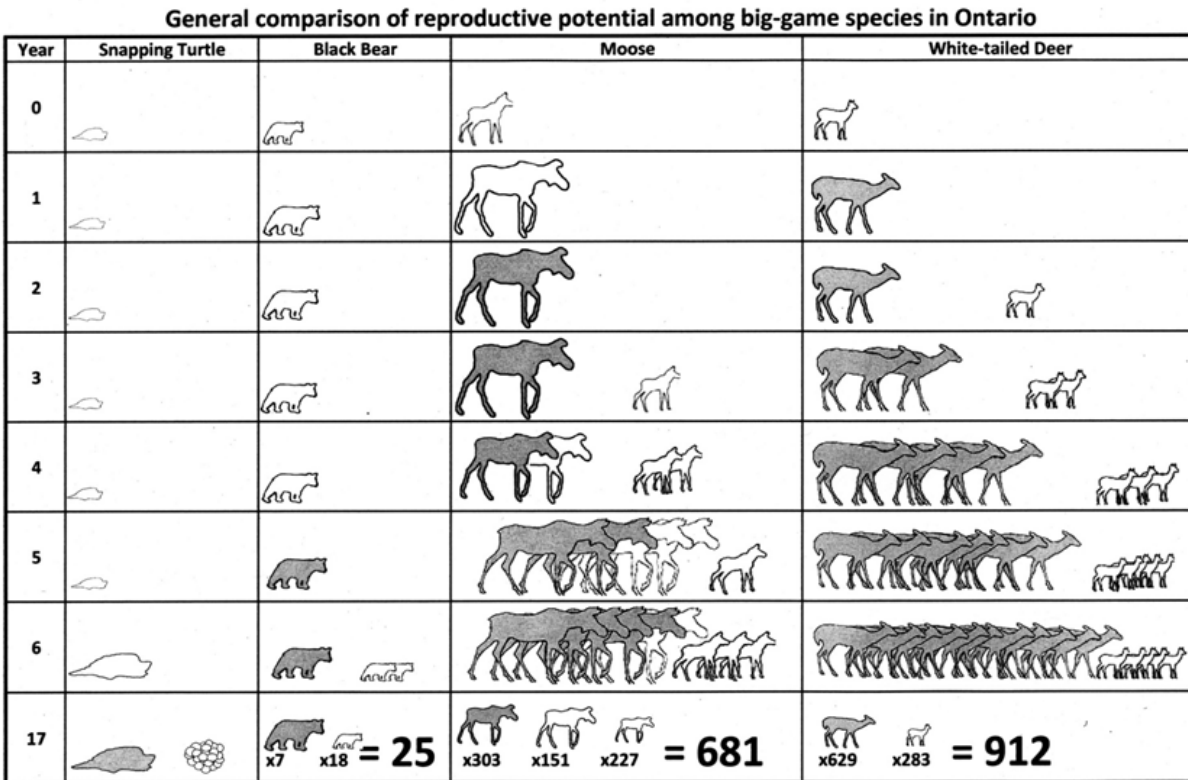 General comparison of reproductive potential among big-game species in Ontario
Year Snapping Turtle Black Bear Moose White-tailed Deer
0
1
2
3
4
5
6
17
x7 x18 = 25 x303 x151 x227 = 681 x629 x283 = 912